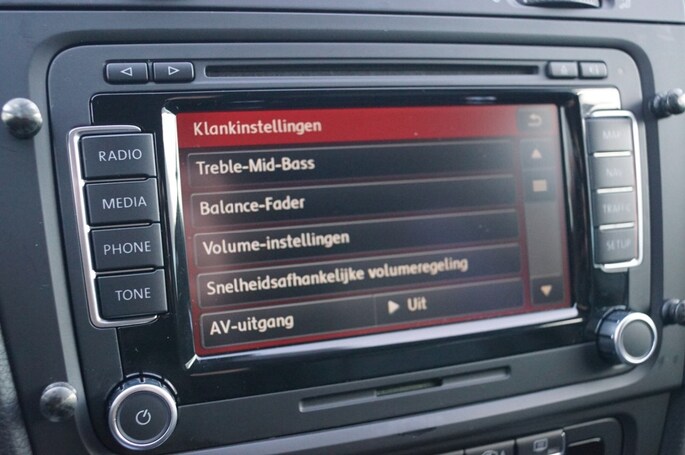 Klankinstellingen
RADIO
MEDIA
PHONE
TONE
Treble-Mid-Bass
Balance-Fader
Volume-instellingen
Snelheidsafhankelijke volumeregeling
AV-uitgang
Uit
MAP
NAV
TRAFFIC
SETUP